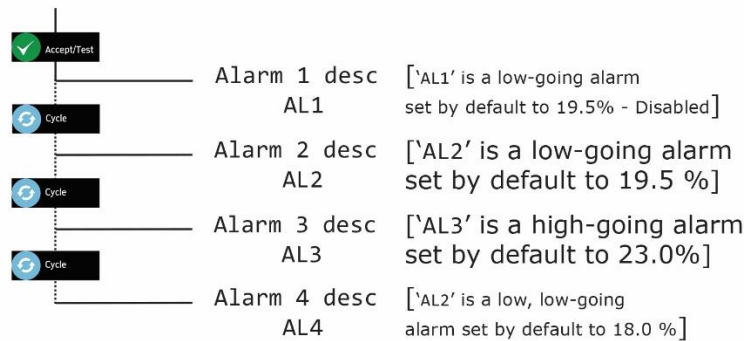 Accept/Test
Alarm 1 desc ['AL1' is a low-going alarm
AL1 set by default to 19.5% - Disabled]
Cycle
Alarm 2 desc ['AL2' is a low-going alarm
AL2 set by default to 19.5 %]
Cycle
Alarm 3 desc ['AL3' is a high-going alarm
AL3 set by default to 23.0%]
Cycle
Alarm 4 desc ['AL2' is a low, low-going
AL4 alarm set by default to 18.0 %]